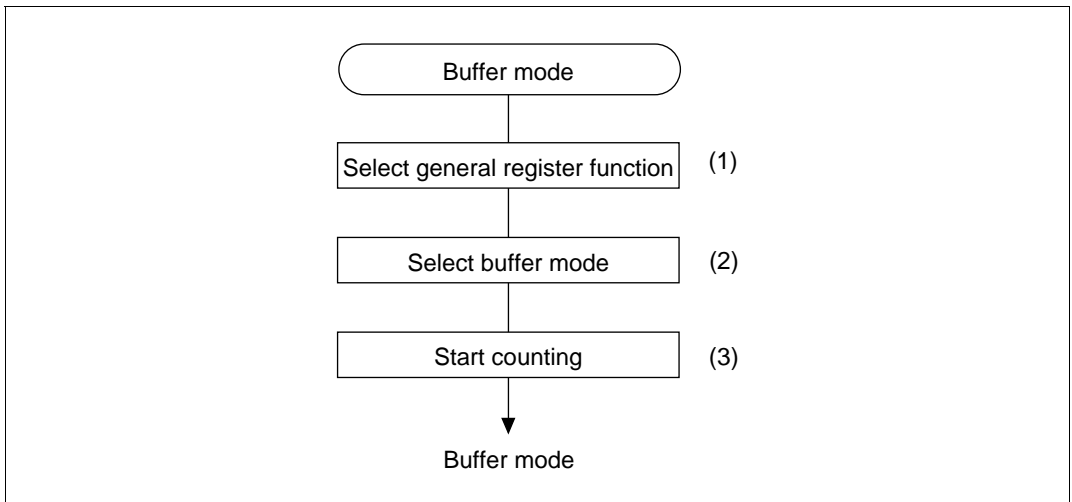 Buffer mode
Select general register function (1)
Select buffer mode (2)
Start counting (3)
Buffer mode